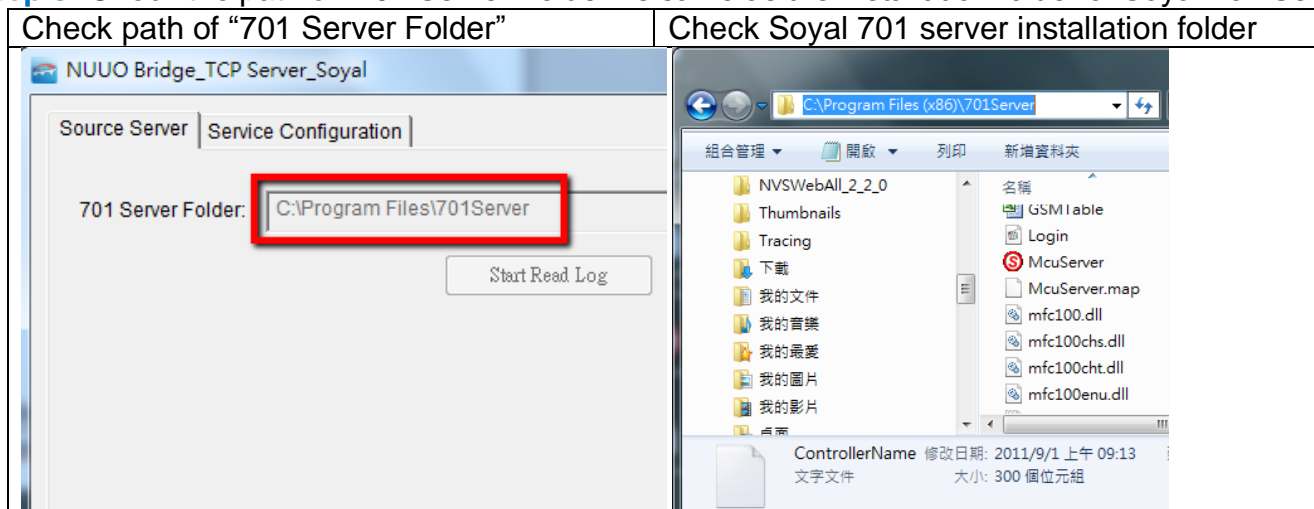 Check path of “701 Server Folder”
Check Soyal 701 server installation folder
NUUO Bridge_TCP Server_Soyal
Source Server
Service Configuration
701 Server Folder:
C:\Program Files\701Server
Start Read Log
C:\Program Files (x86)\701Server
組合管理
開啟
列印
新增資料夾
NVSWebAll_2_2_0
Thumbnails
Tracing
下載
我的文件
我的音樂
我的最愛
我的圖片
我的影片
桌面
名稱
GSMTable
Login
McuServer
McuServer.map
mfc100.dll
mfc100chs.dll
mfc100cht.dll
mfc100enu.dll
ControllerName 修改日期: 2011/9/1 上午 09:13
文字文件 大小: 300 個位元組